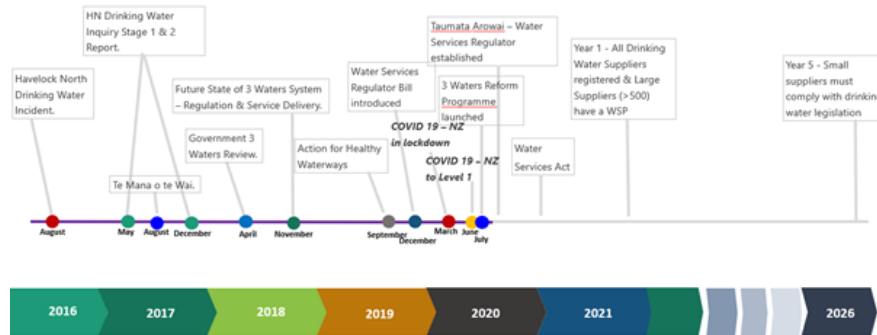 HN Drinking Water
Inquiry Stage 1 & 2
Report.
Taumata Arowai – Water
Services Regulator
established
Year 1 - All Drinking
Water Suppliers
registered & Large
Suppliers (>500)
have a WSP
Year 5 - Small
suppliers must
comply with drinkin
water legislation
Havelock North
Drinking Water
Incident.
Future State of 3 Waters System
– Regulation & Service Delivery.
Water Services
Regulator Bill
introduced
3 Waters Reform
Programme
launched
COVID 19 – NZ
in lockdown
Government 3
Waters Review.
Action for Healthy
Waterways
COVID 19 – NZ
to Level 1
Water
Services Act
Te Mana o te Wai.
August
May
August
December
April
November
September
December
March
June
July
2016
2017
2018
2019
2020
2021
2026